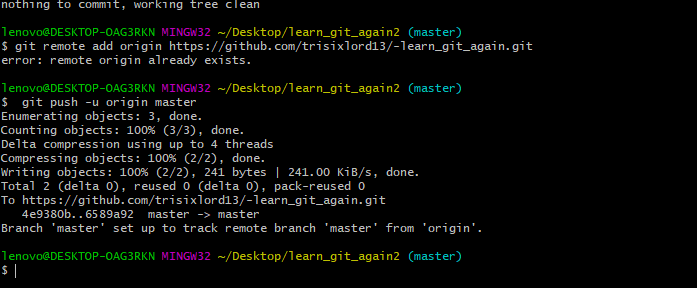 nothing to commit, working tree clean
lenovo@DESKTOP-OAG3RKN MINGW32 ~/Desktop/learn_git_again2 (master)
$ git remote add origin https://github.com/trisixlord13/-learn_git_again.git
error: remote origin already exists.
lenovo@DESKTOP-OAG3RKN MINGW32 ~/Desktop/learn_git_again2 (master)
$  git push -u origin master
Enumerating objects: 3, done.
Counting objects: 100% (3/3), done.
Delta compression using up to 4 threads
Compressing objects: 100% (2/2), done.
Writing objects: 100% (2/2), 241 bytes | 241.00 KiB/s, done.
Total 2 (delta 0), reused 0 (delta 0), pack-reused 0
To https://github.com/trisixlord13/-learn_git_again.git
   4e9380b..6589a92  master -> master
Branch 'master' set up to track remote branch 'master' from 'origin'.
lenovo@DESKTOP-OAG3RKN MINGW32 ~/Desktop/learn_git_again2 (master)
$